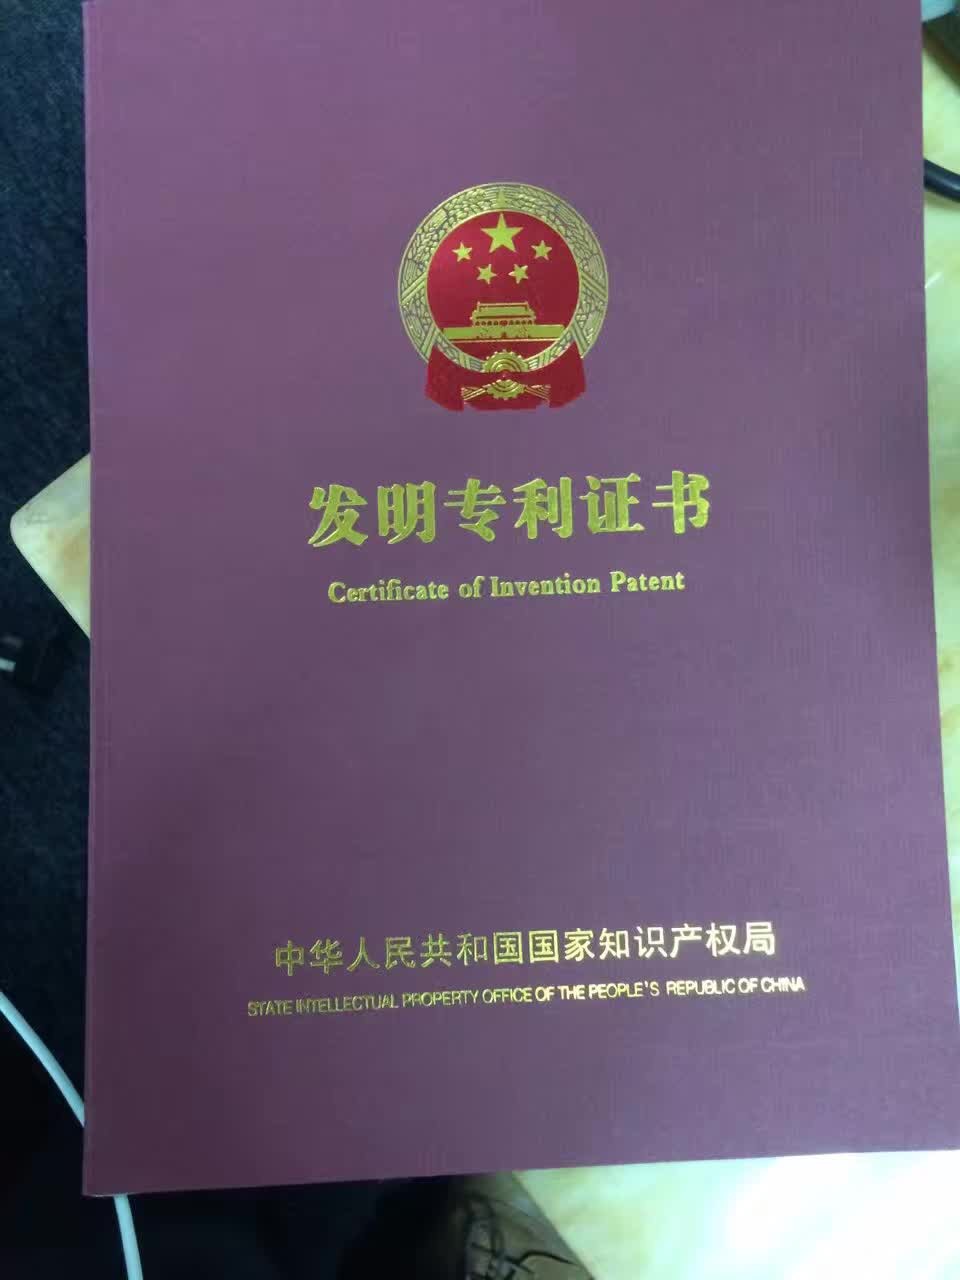 发明专利证书
Certificate of Invention Patent
中华人民共和国国家知识产权局
STATE INTELLECTUAL PROPERTY OFFICE OF THE PEOPLE'S REPUBLIC OF CHINA